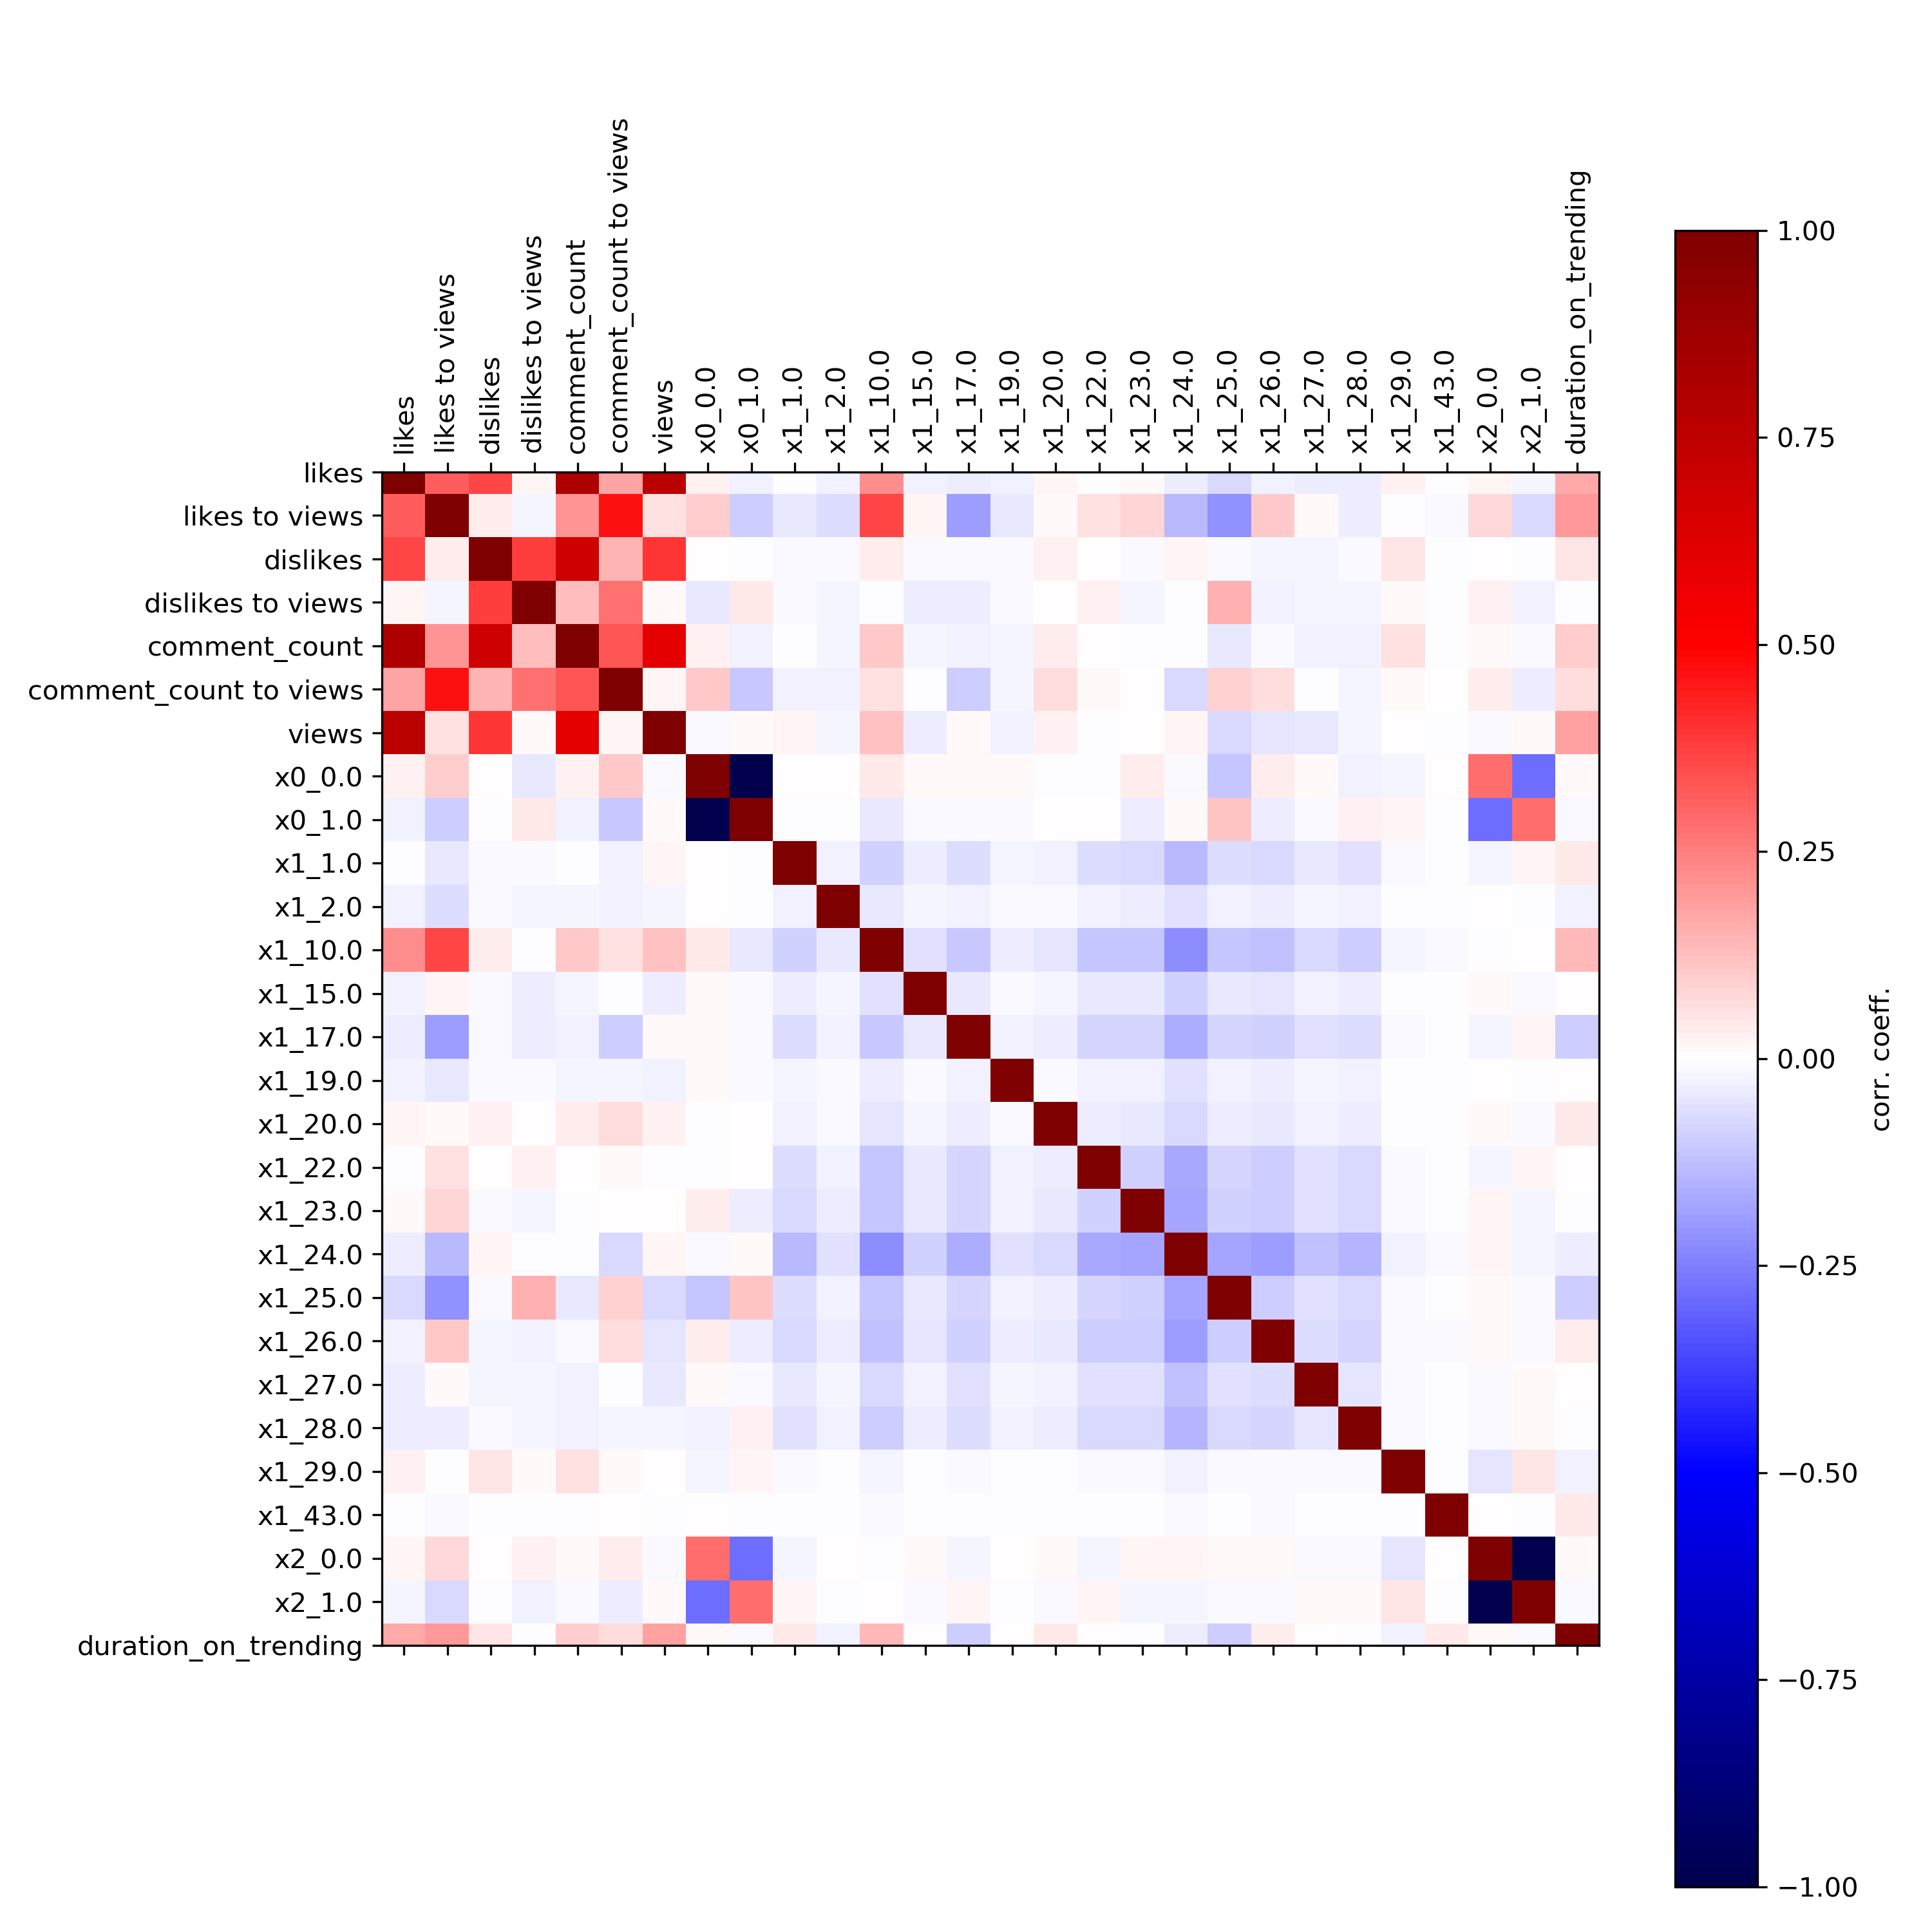 likes
likes to views
dislikes
dislikes to views
comment_count
comment_count to views
views
x0_0.0
x0_1.0
x1_1.0
x1_2.0
x1_10.0
x1_15.0
x1_17.0
x1_19.0
x1_20.0
x1_22.0
x1_23.0
x1_24.0
x1_25.0
x1_26.0
x1_27.0
x1_28.0
x1_29.0
x1_43.0
x2_0.0
x2_1.0
duration_on_trending
likes
likes to views
dislikes
dislikes to views
comment_count
comment_count to views
views
x0_0.0
x0_1.0
x1_1.0
x1_2.0
x1_10.0
x1_15.0
x1_17.0
x1_19.0
x1_20.0
x1_22.0
x1_23.0
x1_24.0
x1_25.0
x1_26.0
x1_27.0
x1_28.0
x1_29.0
x1_43.0
x2_0.0
x2_1.0
duration_on_trending
1.00
0.75
0.50
0.25
0.00
−0.25
−0.50
−0.75
−1.00
corr. coeff.